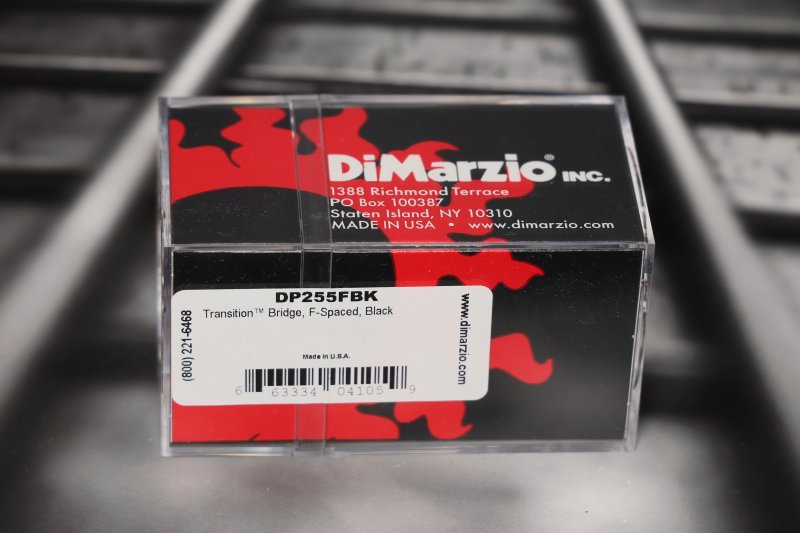 DiMarzio® INC.
1388 Richmond Terrace
PO Box 100387
Staten Island, NY 10310
MADE IN USA • www.dimarzio.com
DP255FBK
Transition™ Bridge, F-Spaced, Black
(800) 221-6468
www.dimarzio.com
Made in U.S.A.
6 63334 04105 9